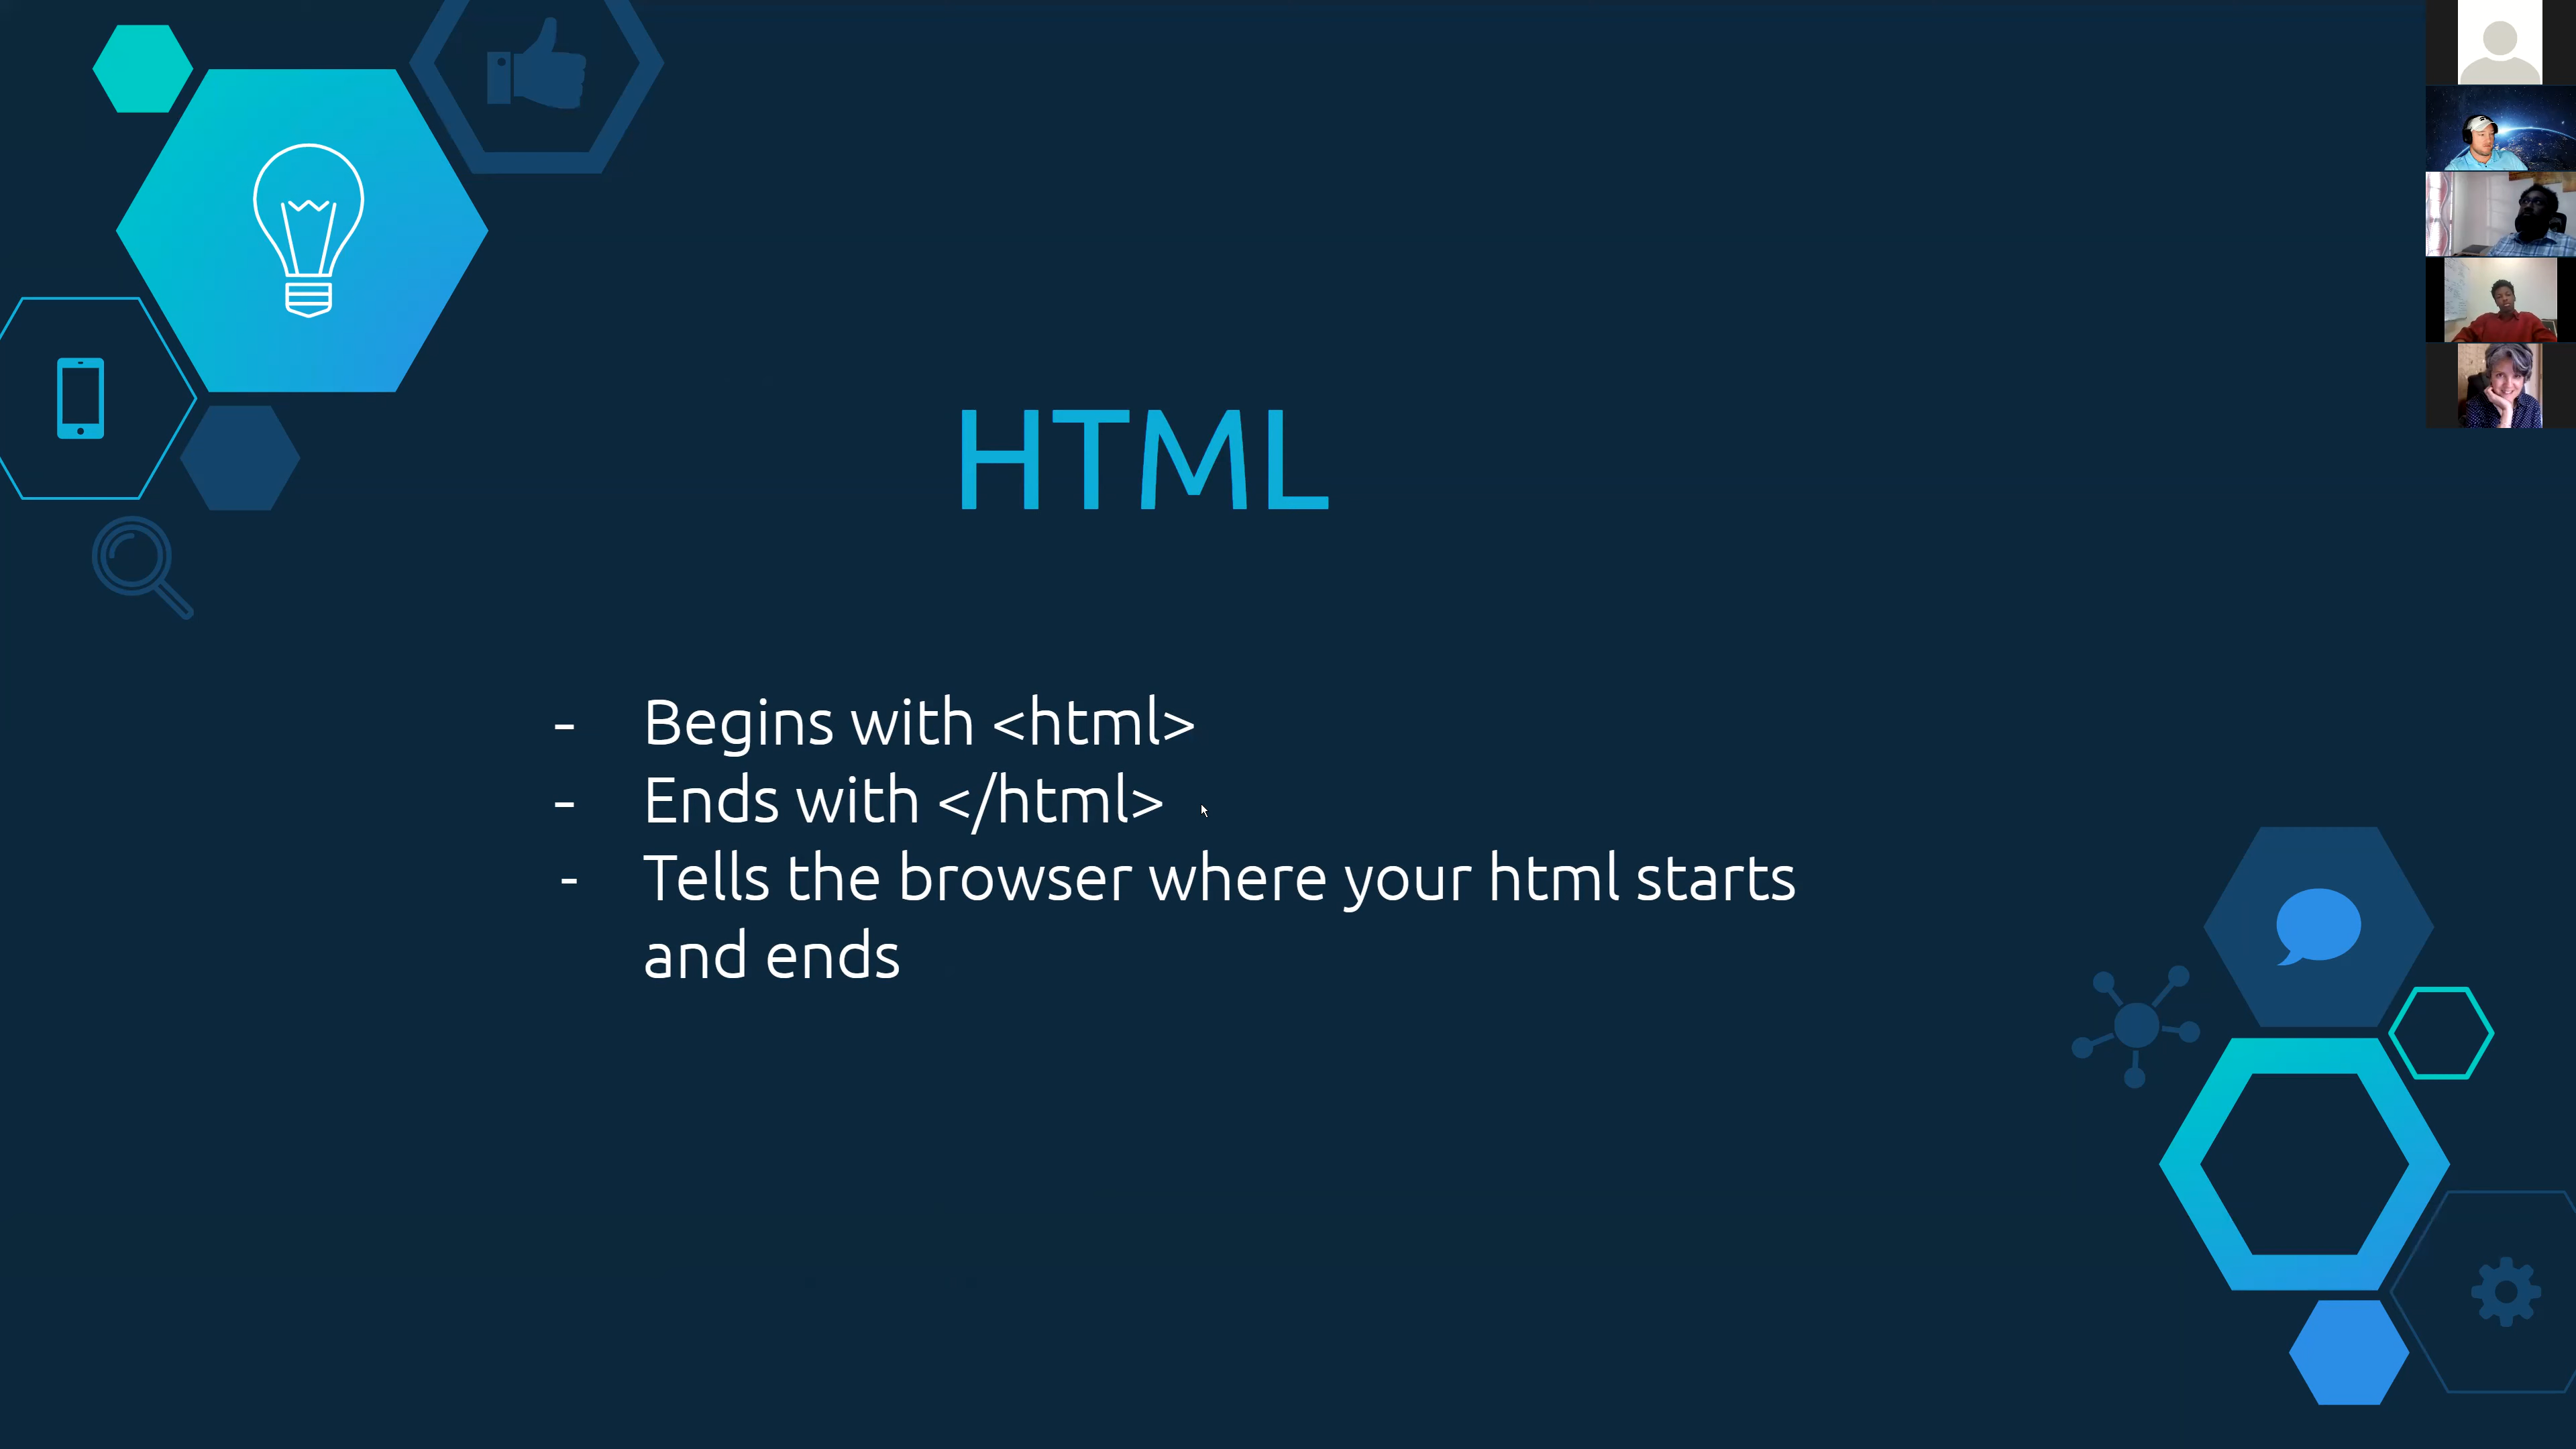 HTML
- Begins with <html>
- Ends with </html>
- Tells the browser where your html starts
and ends